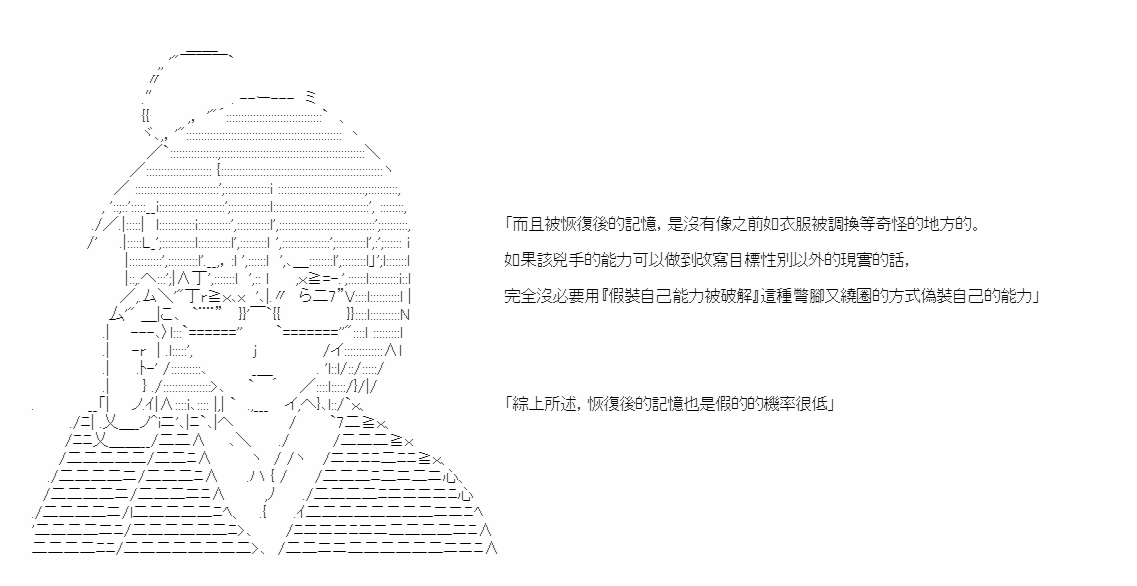 「而且被恢復後的記憶，是沒有像之前如衣服被調換等奇怪的地方的。
如果該兇手的能力可以做到改寫目標性別以外的現實的話，
完全沒必要用『假裝自己能力被破解』這種彆腳又繞圈的方式偽裝自己的能力」
「綜上所述，恢復後的記憶也是假的的機率很低」